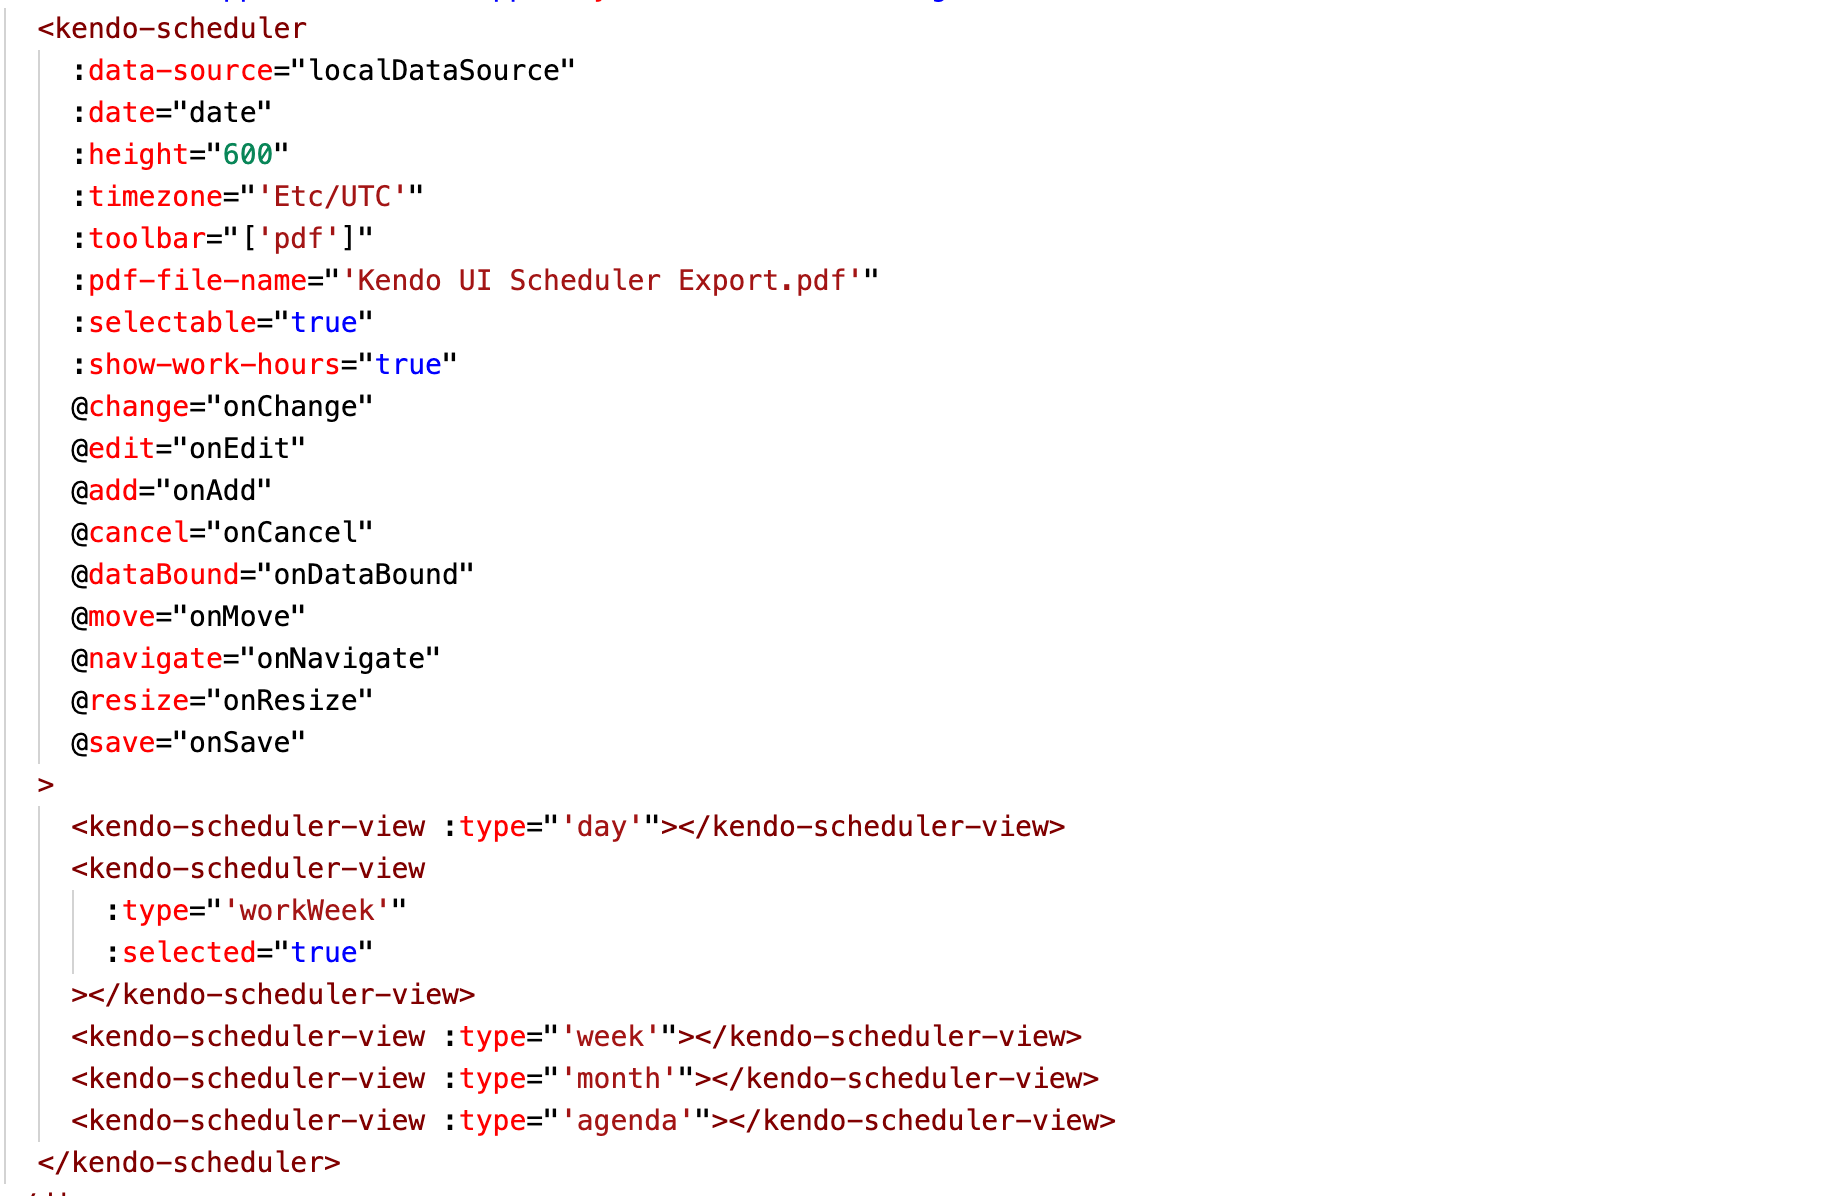 <kendo-scheduler
:data-source="localDataSource"
:date="date"
:height="600"
:timezone="'Etc/UTC'"
:toolbar="['pdf']"
:pdf-file-name="'Kendo UI Scheduler Export.pdf'"
:selectable="true"
:show-work-hours="true"
@change="onChange"
@edit="onEdit"
@add="onAdd"
@cancel="onCancel"
@dataBound="onDataBound"
@move="onMove"
@navigate="onNavigate"
@resize="onResize"
@save="onSave"
>
<kendo-scheduler-view :type="'day'"></kendo-scheduler-view>
<kendo-scheduler-view
:type="'workWeek'"
:selected="true"
></kendo-scheduler-view>
<kendo-scheduler-view :type="'week'"></kendo-scheduler-view>
<kendo-scheduler-view :type="'month'"></kendo-scheduler-view>
<kendo-scheduler-view :type="'agenda'"></kendo-scheduler-view>
</kendo-scheduler>